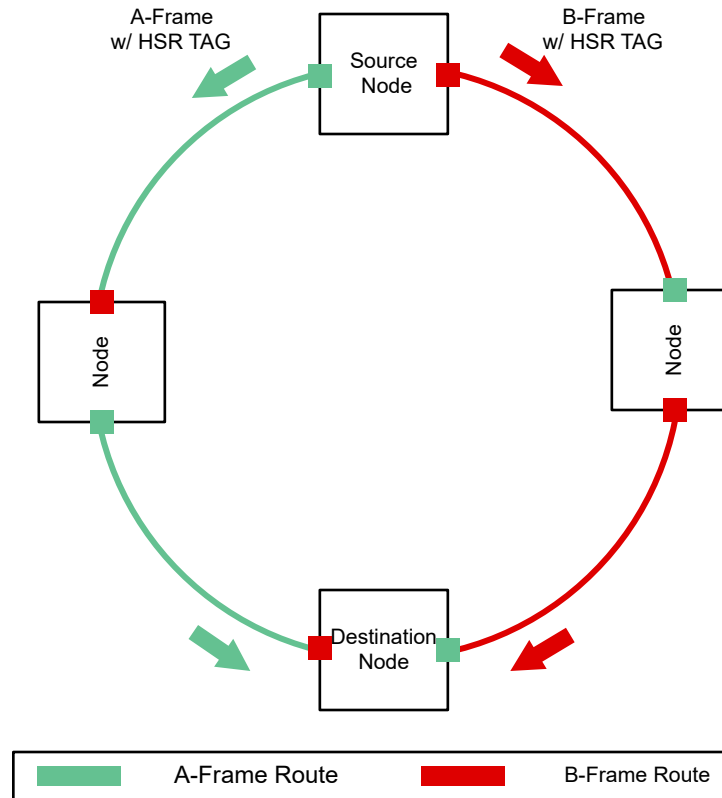 A-Frame
w/ HSR TAG
B-Frame
w/ HSR TAG
Source
Node
Node
Node
Destination
Node
A-Frame Route
B-Frame Route